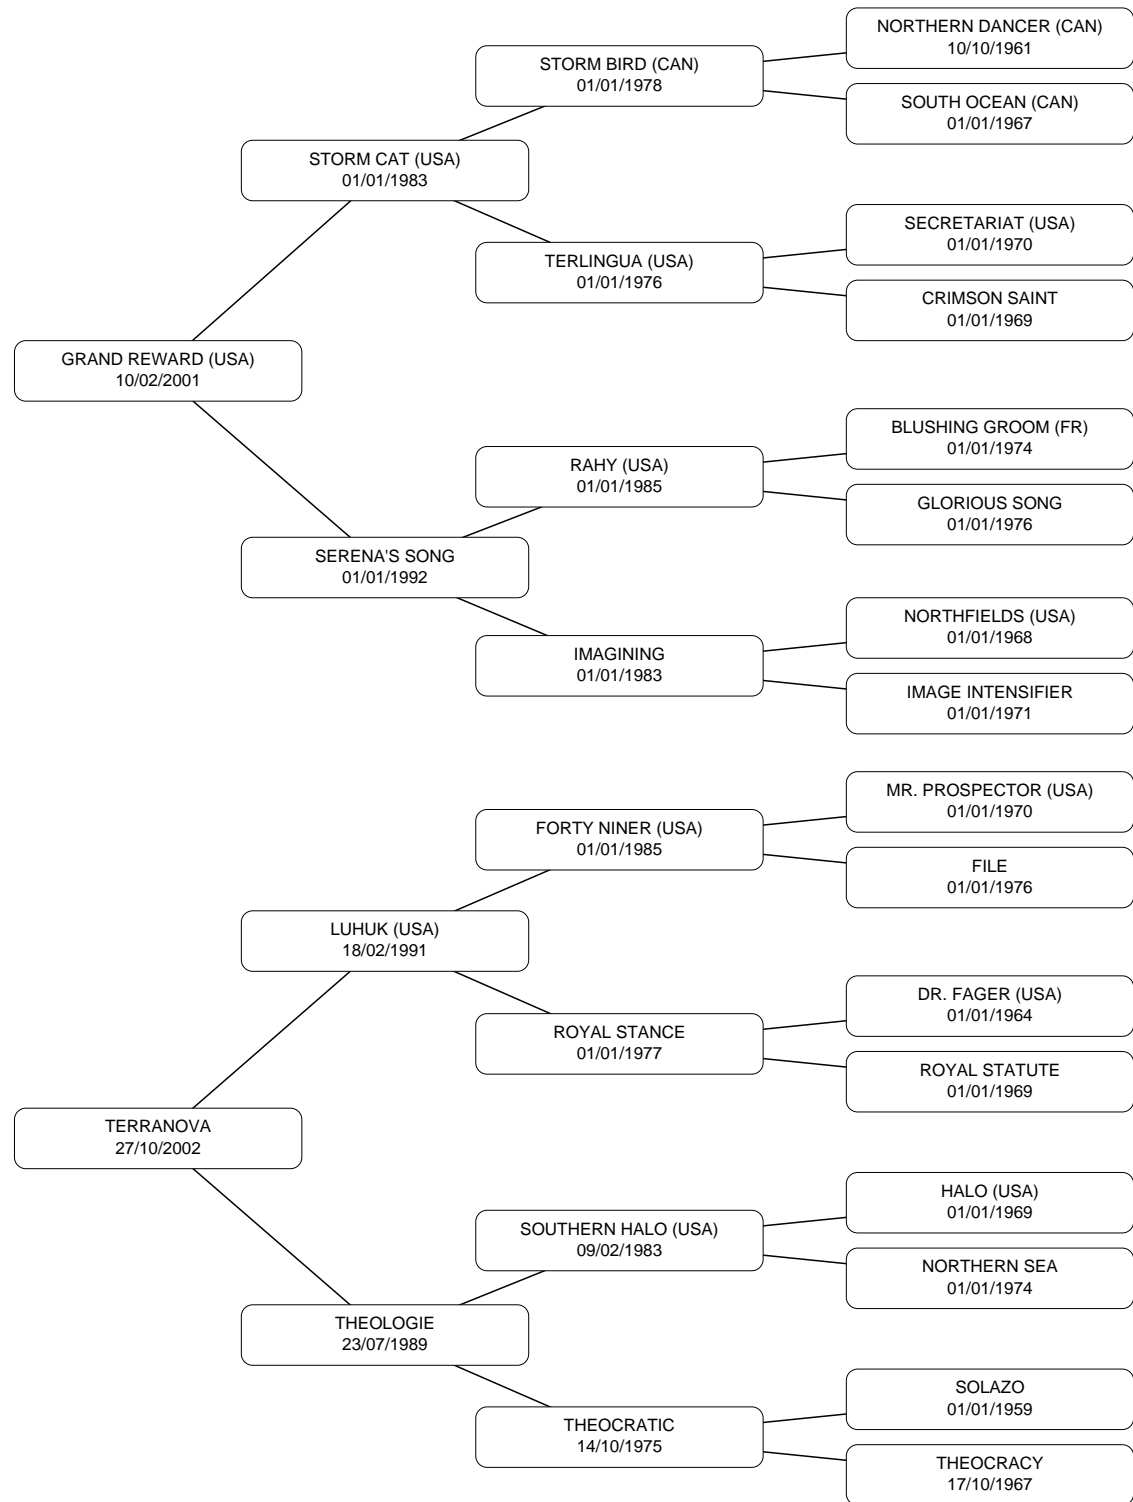 NORTHERN DANCER (CAN)
10/10/1961
STORM BIRD (CAN)
01/01/1978
SOUTH OCEAN (CAN)
01/01/1967
STORM CAT (USA)
01/01/1983
SECRETARIAT (USA)
01/01/1970
TERLINGUA (USA)
01/01/1976
CRIMSON SAINT
01/01/1969
GRAND REWARD (USA)
10/02/2001
BLUSHING GROOM (FR)
01/01/1974
RAHY (USA)
01/01/1985
GLORIOUS SONG
01/01/1976
SERENA'S SONG
01/01/1992
NORTHFIELDS (USA)
01/01/1968
IMAGINING
01/01/1983
IMAGE INTENSIFIER
01/01/1971
MR. PROSPECTOR (USA)
01/01/1970
FORTY NINER (USA)
01/01/1985
FILE
01/01/1976
LUHUK (USA)
18/02/1991
DR. FAGER (USA)
01/01/1964
ROYAL STANCE
01/01/1977
ROYAL STATUTE
01/01/1969
TERRANOVA
27/10/2002
HALO (USA)
01/01/1969
SOUTHERN HALO (USA)
09/02/1983
NORTHERN SEA
01/01/1974
THEOLOGIE
23/07/1989
SOLAZO
01/01/1959
THEOCRATIC
14/10/1975
THEOCRACY
17/10/1967